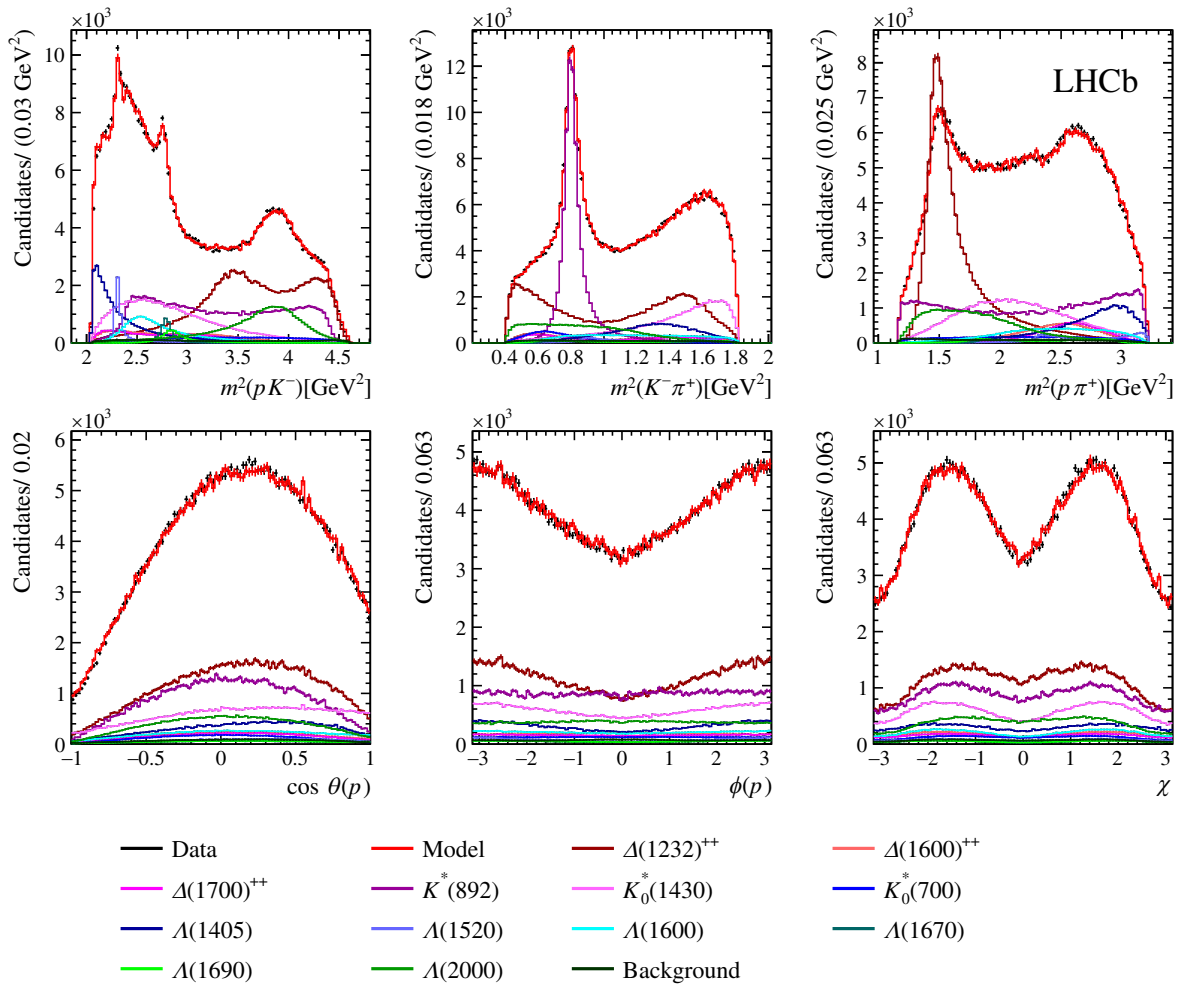 ×10³ ×10³ ×10³
Candidates/ (0.03 GeV²)
10
8
6
4
2
0
2 2.5 3 3.5 4 4.5
m²(p K⁻)[GeV²]
Candidates/ (0.018 GeV²)
12
10
8
6
4
2
0
0.4 0.6 0.8 1 1.2 1.4 1.6 1.8 2
m²(K⁻π⁺)[GeV²]
Candidates/ (0.025 GeV²)
LHCb
8
7
6
5
4
3
2
1
0
1 1.5 2 2.5 3
m²(p π⁺)[GeV²]
×10³ ×10³ ×10³
Candidates/ 0.02
6
5
4
3
2
1
0
−1 −0.5 0 0.5 1
cos θ(p)
Candidates/ 0.063
5
4
3
2
1
0
−3 −2 −1 0 1 2 3
ϕ(p)
Candidates/ 0.063
5
4
3
2
1
0
−3 −2 −1 0 1 2 3
χ
Data Model Δ(1232)⁺⁺ Δ(1600)⁺⁺
Δ(1700)⁺⁺ K*(892) K*₀(1430) K*₀(700)
Λ(1405) Λ(1520) Λ(1600) Λ(1670)
Λ(1690) Λ(2000) Background